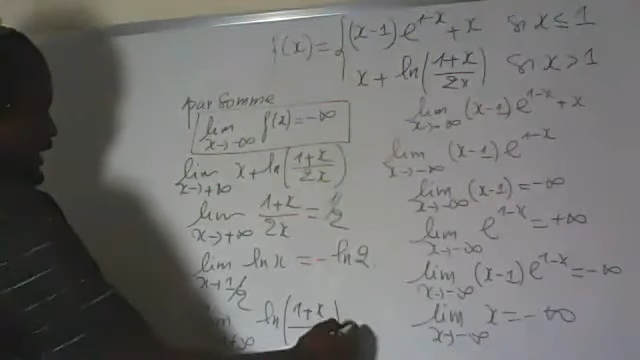 f(x) = { (x-1)e^{1-x} + x si x ≤ 1
x + ln((1+x)/(2x)) si x > 1
lim_{x→-∞} (x-1)e^{1-x} + x
lim_{x→-∞} (x-1)e^{1-x}
lim_{x→-∞} (x-1) = -∞
lim_{x→-∞} e^{1-x} = +∞
lim_{x→-∞} (x-1)e^{1-x} = -∞
lim_{x→-∞} x = -∞
par somme
lim_{x→-∞} f(x) = -∞
lim_{x→+∞} x + ln((1+x)/(2x))
lim_{x→+∞} (1+x)/(2x) = 1/2
lim_{x→1/2} ln x = -ln 2
ln(1+x